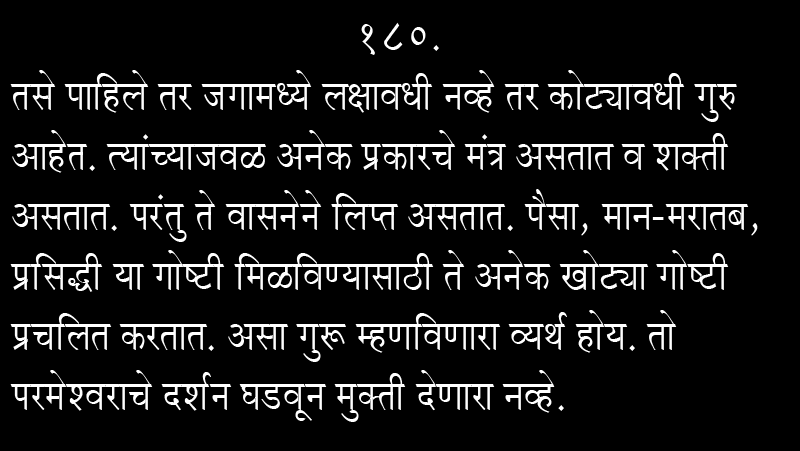 १८०.
तसे पाहिले तर जगामध्ये लक्षावधी नव्हे तर कोट्यावधी गुरु
आहेत. त्यांच्याजवळ अनेक प्रकारचे मंत्र असतात व शक्ती
असतात. परंतु ते वासनेने लिप्त असतात. पैसा, मान-मरातब,
प्रसिद्धी या गोष्टी मिळविण्यासाठी ते अनेक खोट्या गोष्टी
प्रचलित करतात. असा गुरू म्हणविणारा व्यर्थ होय. तो
परमेश्वराचे दर्शन घडवून मुक्ती देणारा नव्हे.